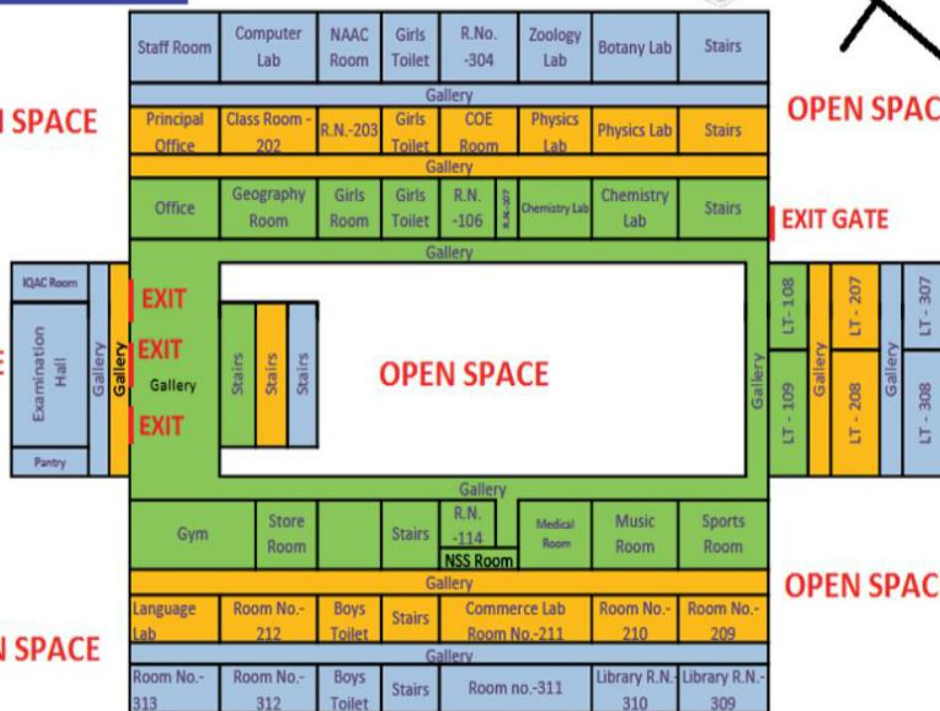 Staff Room
Computer
Lab
NAAC
Room
Girls
Toilet
R.No.
-304
Zoology
Lab
Botany Lab
Stairs
Gallery
SPACE
OPEN SPAC
Principal
Office
Class Room -
202
R.N.-203
Girls
Toilet
COE
Room
Physics
Lab
Physics Lab
Stairs
Gallery
Office
Geography
Room
Girls
Room
Girls
Toilet
R.N.
-106
R.N.-107
Chemistry Lab
Chemistry
Lab
Stairs
EXIT GATE
Gallery
IQAC Room
Examination
Hall
Pantry
Gallery
Gallery
EXIT
EXIT
Gallery
EXIT
Stairs
Stairs
Stairs
OPEN SPACE
Gallery
LT - 108
LT - 109
Gallery
LT - 207
LT - 208
Gallery
LT - 307
LT - 308
Gallery
Gym
Store
Room
Stairs
R.N.
-114
NSS Room
Medical
Room
Music
Room
Sports
Room
Gallery
OPEN SPAC
Language
Lab
Room No.-
212
Boys
Toilet
Stairs
Commerce Lab
Room No.-211
Room No.-
210
Room No.-
209
N SPACE
Gallery
Room No.-
313
Room No.-
312
Boys
Toilet
Stairs
Room no.-311
Library R.N.-
310
Library R.N.-
309